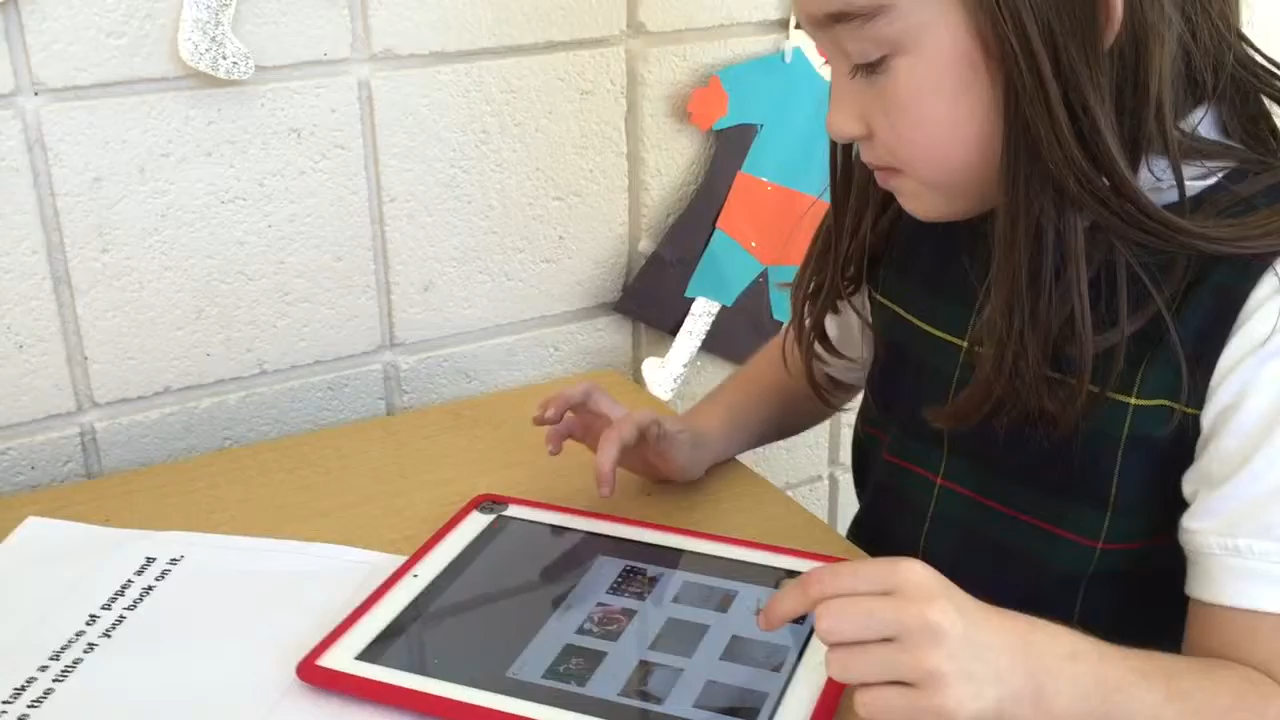 , take a piece of paper and
the title of your book on it.